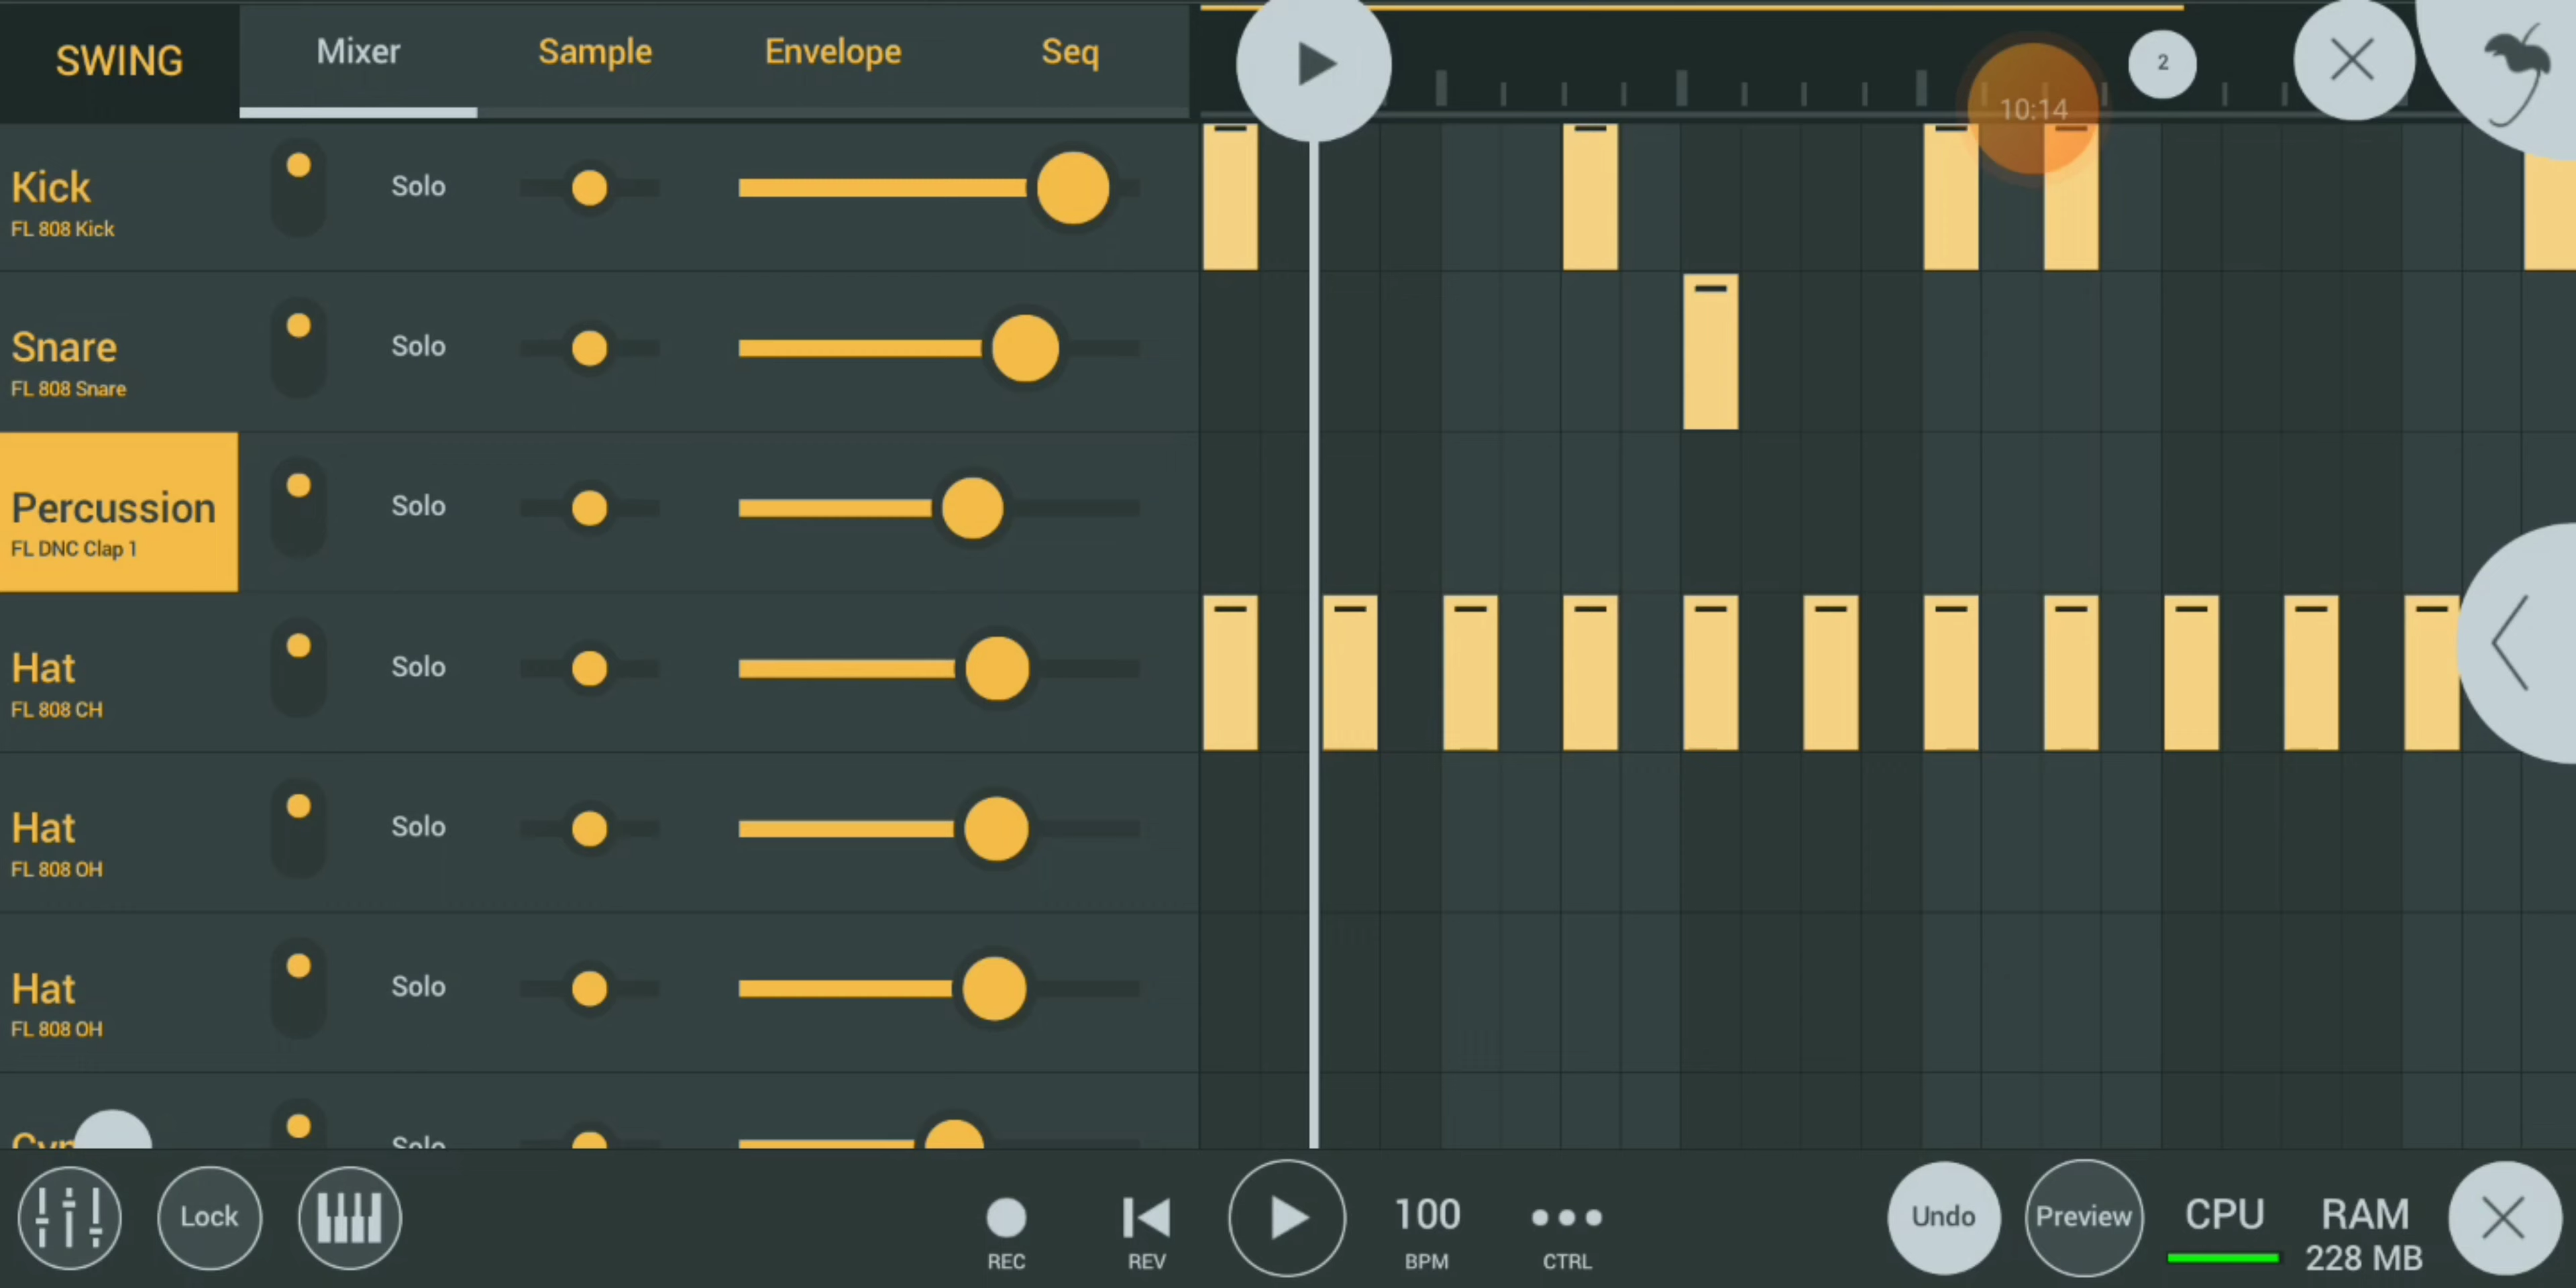 SWING
Mixer
Sample
Envelope
Seq
2
10:14
Kick
FL 808 Kick
Solo
Snare
FL 808 Snare
Solo
Percussion
FL DNC Clap 1
Solo
Hat
FL 808 CH
Solo
Hat
FL 808 OH
Solo
Hat
FL 808 OH
Solo
Solo
Lock
REC
REV
100
BPM
CTRL
Undo
Preview
CPU
RAM
228 MB